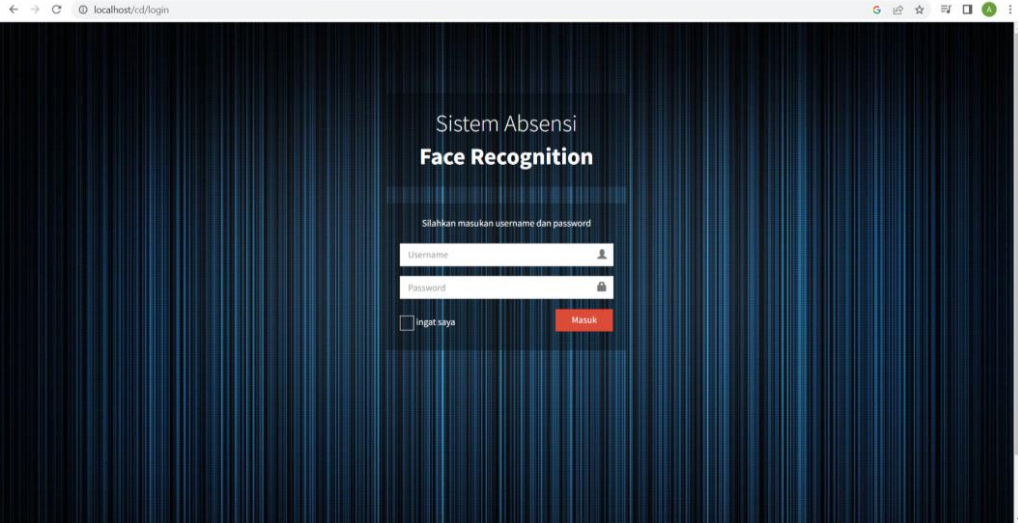 localhost/cd/login
A
Sistem Absensi
Face Recognition
Silahkan masukan username dan password
Username
Password
ingat saya
Masuk